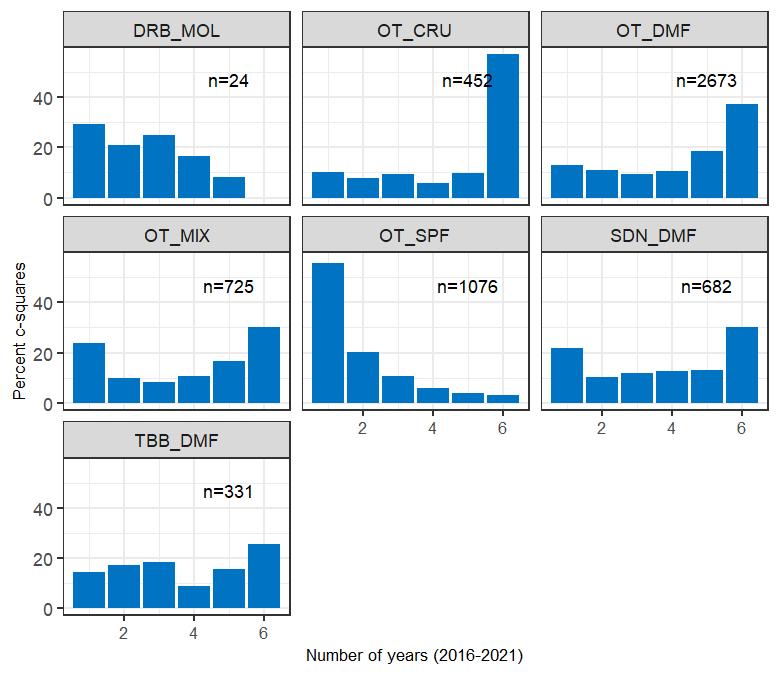 DRB_MOL OT_CRU OT_DMF
n=24 n=452 n=2673
40
20
0
OT_MIX OT_SPF SDN_DMF
n=725 n=1076 n=682
40
20
0
2 4 6 2 4 6
TBB_DMF
n=331
40
20
0
2 4 6
Percent c-squares
Number of years (2016-2021)